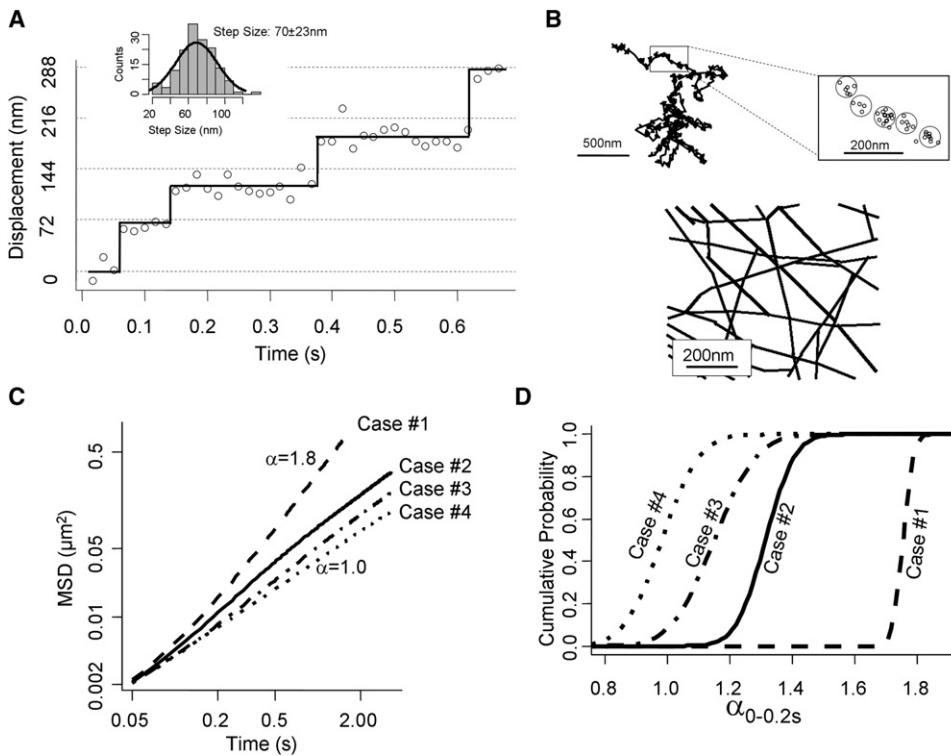 A
Step Size: 70±23nm
Counts
0
15
30
20
60
100
Step Size (nm)
Displacement (nm)
0
72
144
216
288
0.0
0.1
0.2
0.3
0.4
0.5
0.6
Time (s)
B
500nm
200nm
200nm
C
MSD (µm²)
0.5
0.05
0.01
0.002
0.05
0.2
0.5
2.00
Time (s)
α=1.8
α=1.0
Case #1
Case #2
Case #3
Case #4
D
Cumulative Probability
0.0
0.2
0.4
0.6
0.8
1.0
Case #4
Case #3
Case #2
Case #1
0.8
1.0
1.2
1.4
1.6
1.8
α0-0.2s